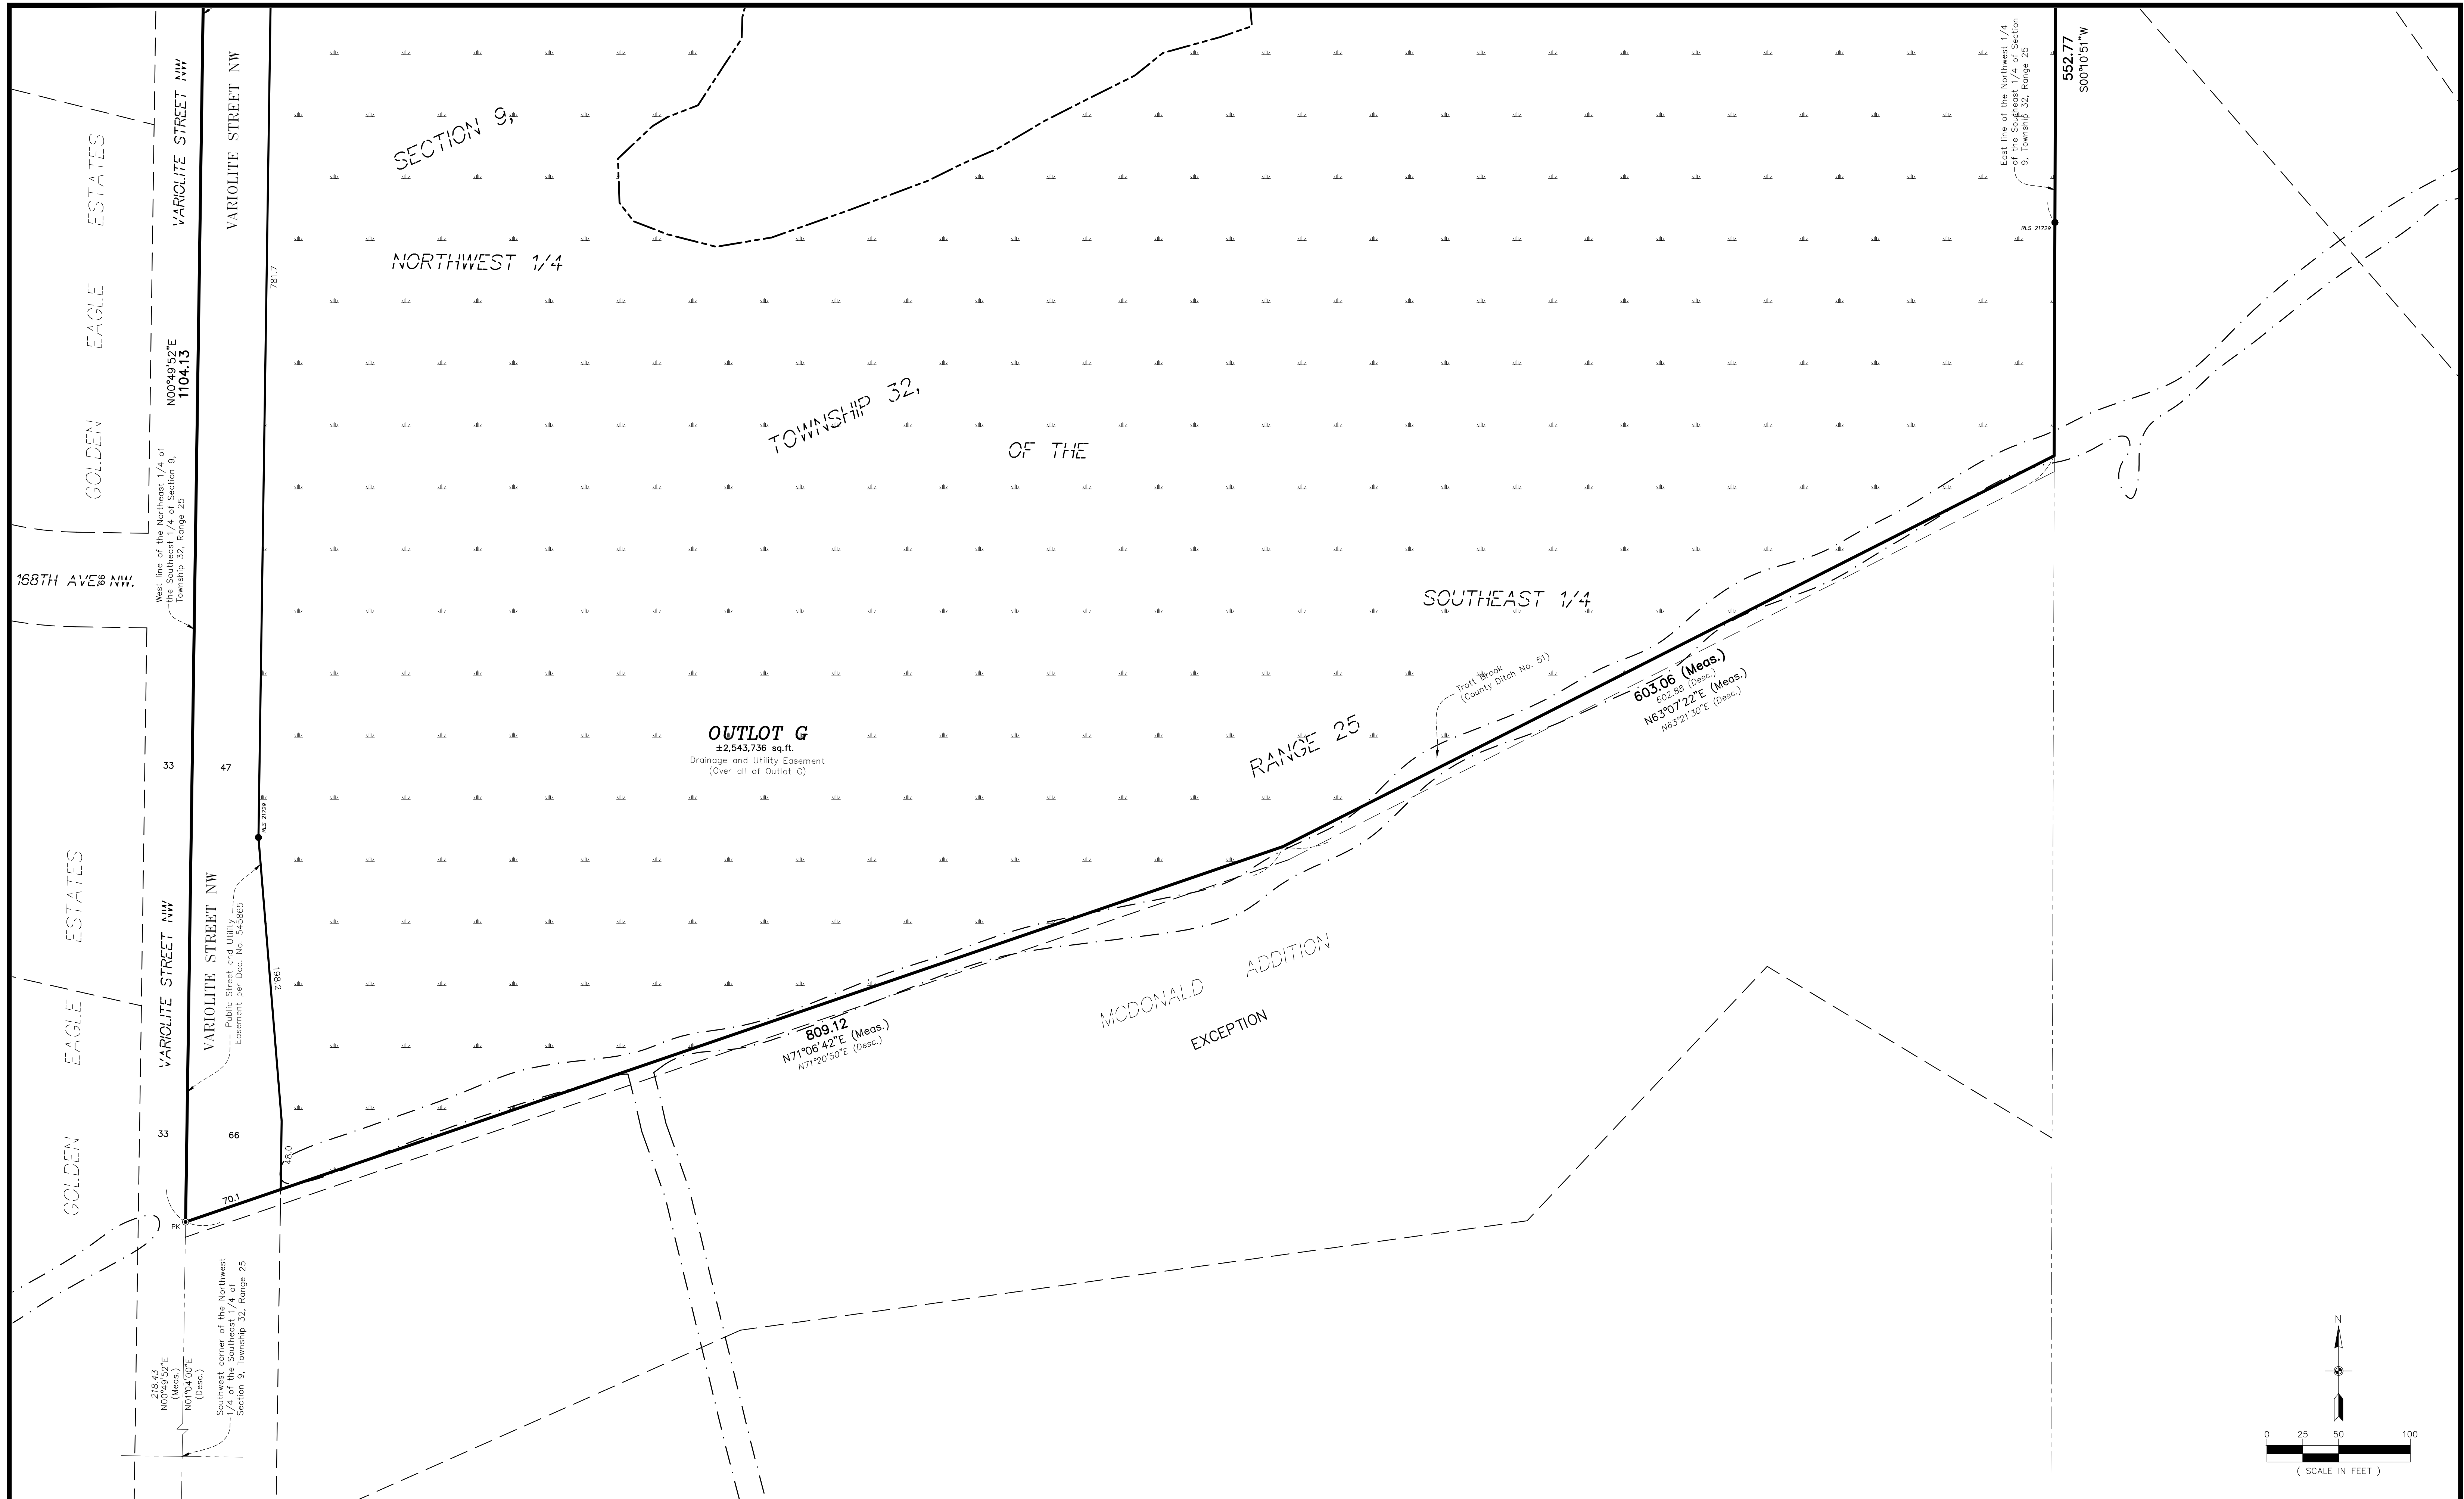 VARIOLITE STREET NW
VARIOLITE STREET NW
GOLDEN EAGLE ESTATES
N00°49'52"E
1104.13
781.7
SECTION 9,
NORTHWEST 1/4
TOWNSHIP 32,
OF THE
SOUTHEAST 1/4
RANGE 25
East line of the Northwest 1/4
of the Southeast 1/4 of Section
9, Township 32, Range 25
552.77
S00°10'51"W
RLS 21729
West line of the Northeast 1/4 of
the Southeast 1/4 of Section 9,
Township 32, Range 25
168TH AVE. NW.
66
33
47
RLS 21729
OUTLOT G
±2,543,736 sq.ft.
Drainage and Utility Easement
(Over all of Outlot G)
Trott Brook
(County Ditch No. 51)
603.06 (Meas.)
602.88 (Desc.)
N63°07'22"E (Meas.)
N63°21'30"E (Desc.)
GOLDEN EAGLE ESTATES
VARIOLITE STREET NW
VARIOLITE STREET NW
Public Street and Utility
Easement per Doc. No. 545865
198.2
809.12
N71°06'42"E (Meas.)
N71°20'50"E (Desc.)
MCDONALD ADDITION
EXCEPTION
33
66
48.0
70.1
PK
218.43
N00°49'52"E
(Meas.)
N01°04'00"E
(Desc.)
Southwest corner of the Northwest
1/4 of the Southeast 1/4 of
Section 9, Township 32, Range 25
N
0 25 50 100
( SCALE IN FEET )